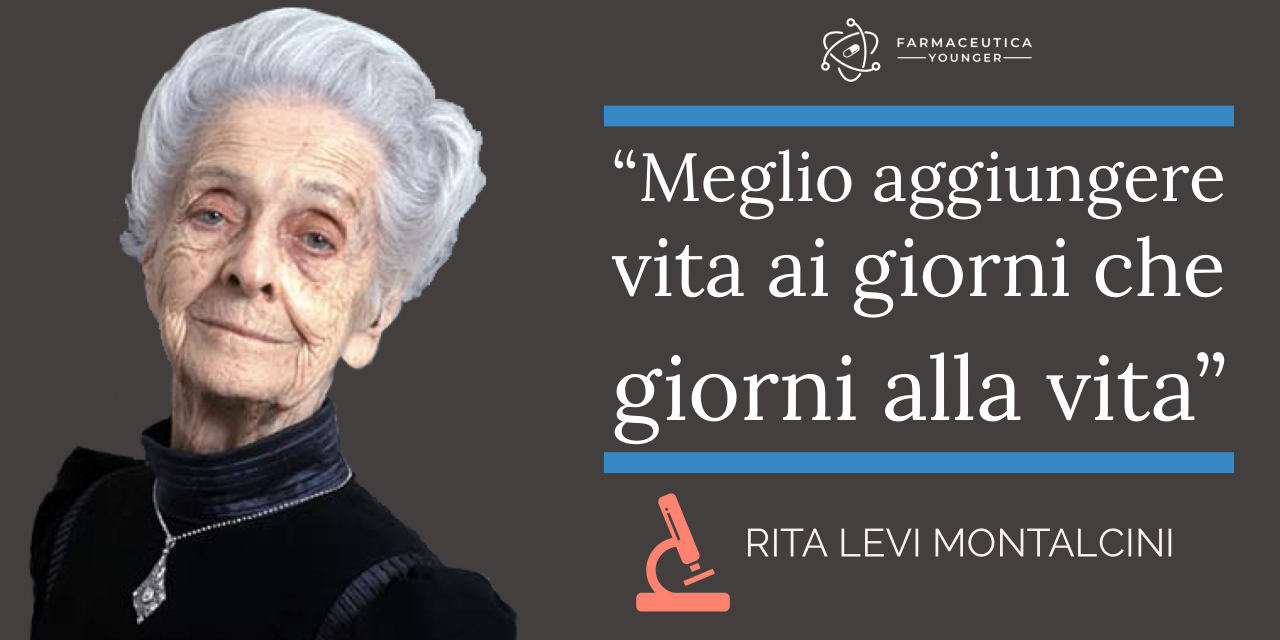 FARMACEUTICA
YOUNGER
“Meglio aggiungere
vita ai giorni che
giorni alla vita”
RITA LEVI MONTALCINI